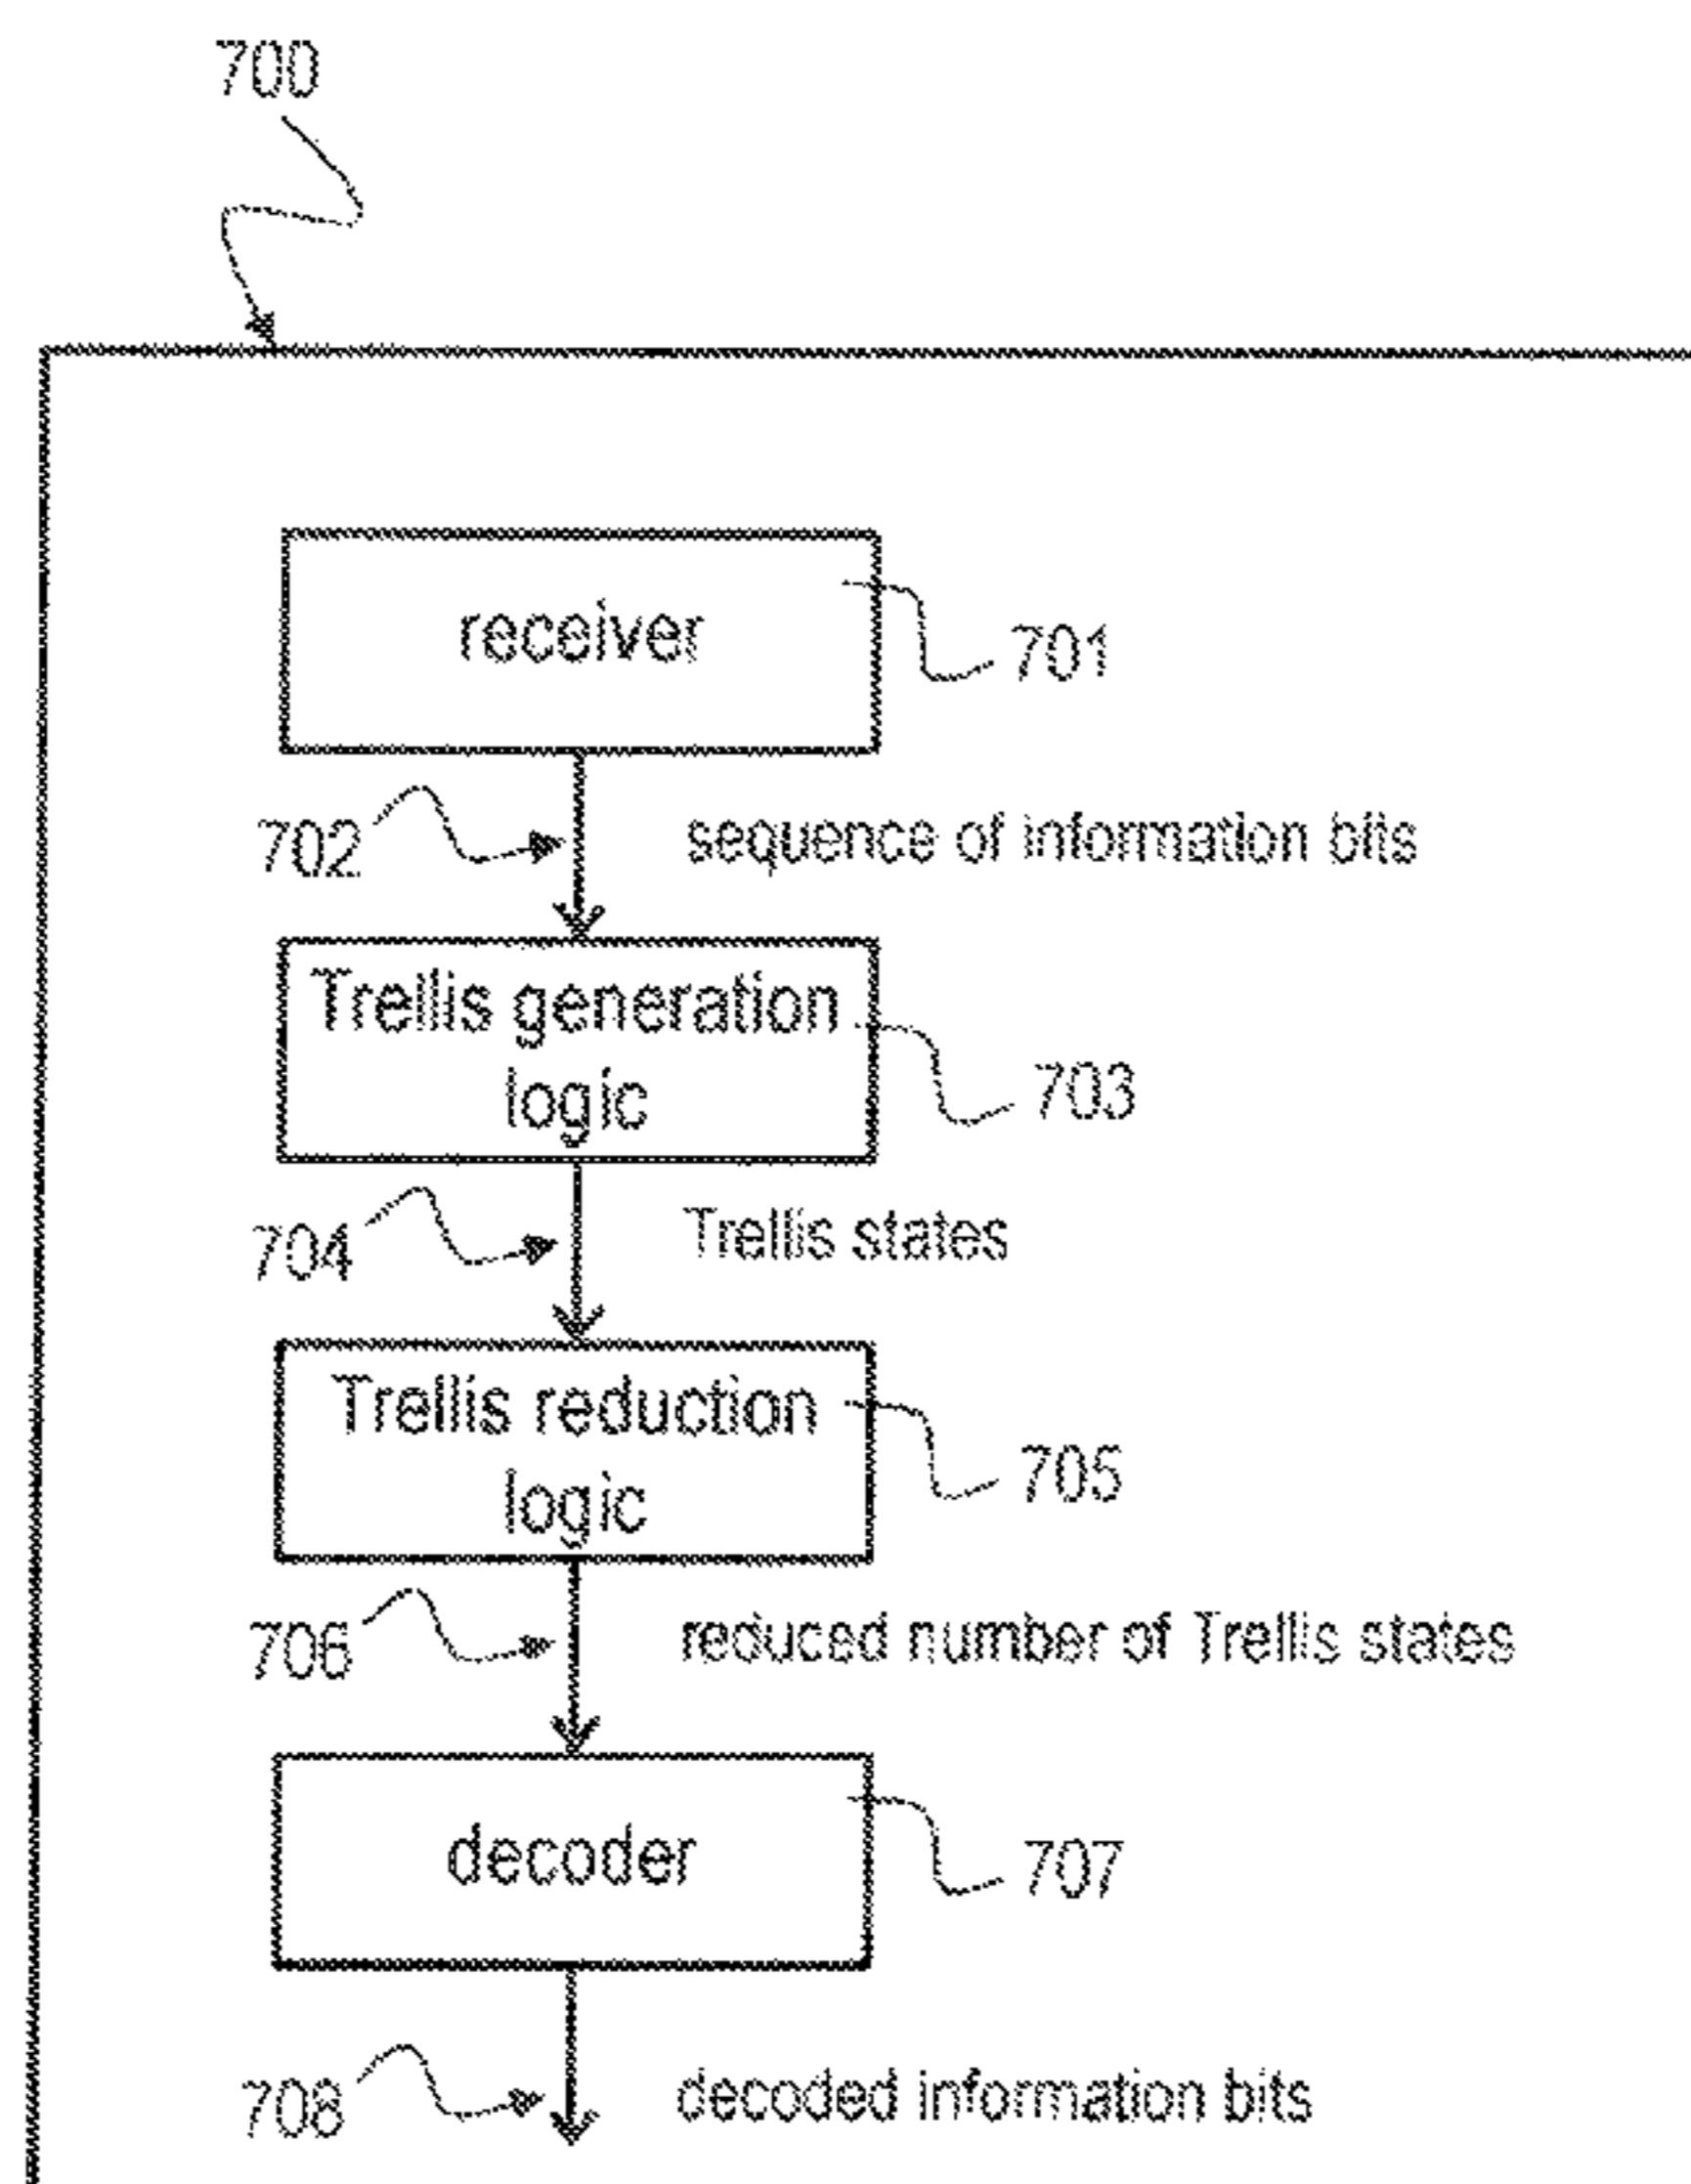 700
receiver
701
702
sequence of information bits
Trellis generation
logic
703
704
Trellis states
Trellis reduction
logic
705
706
reduced number of Trellis states
decoder
707
708
decoded information bits